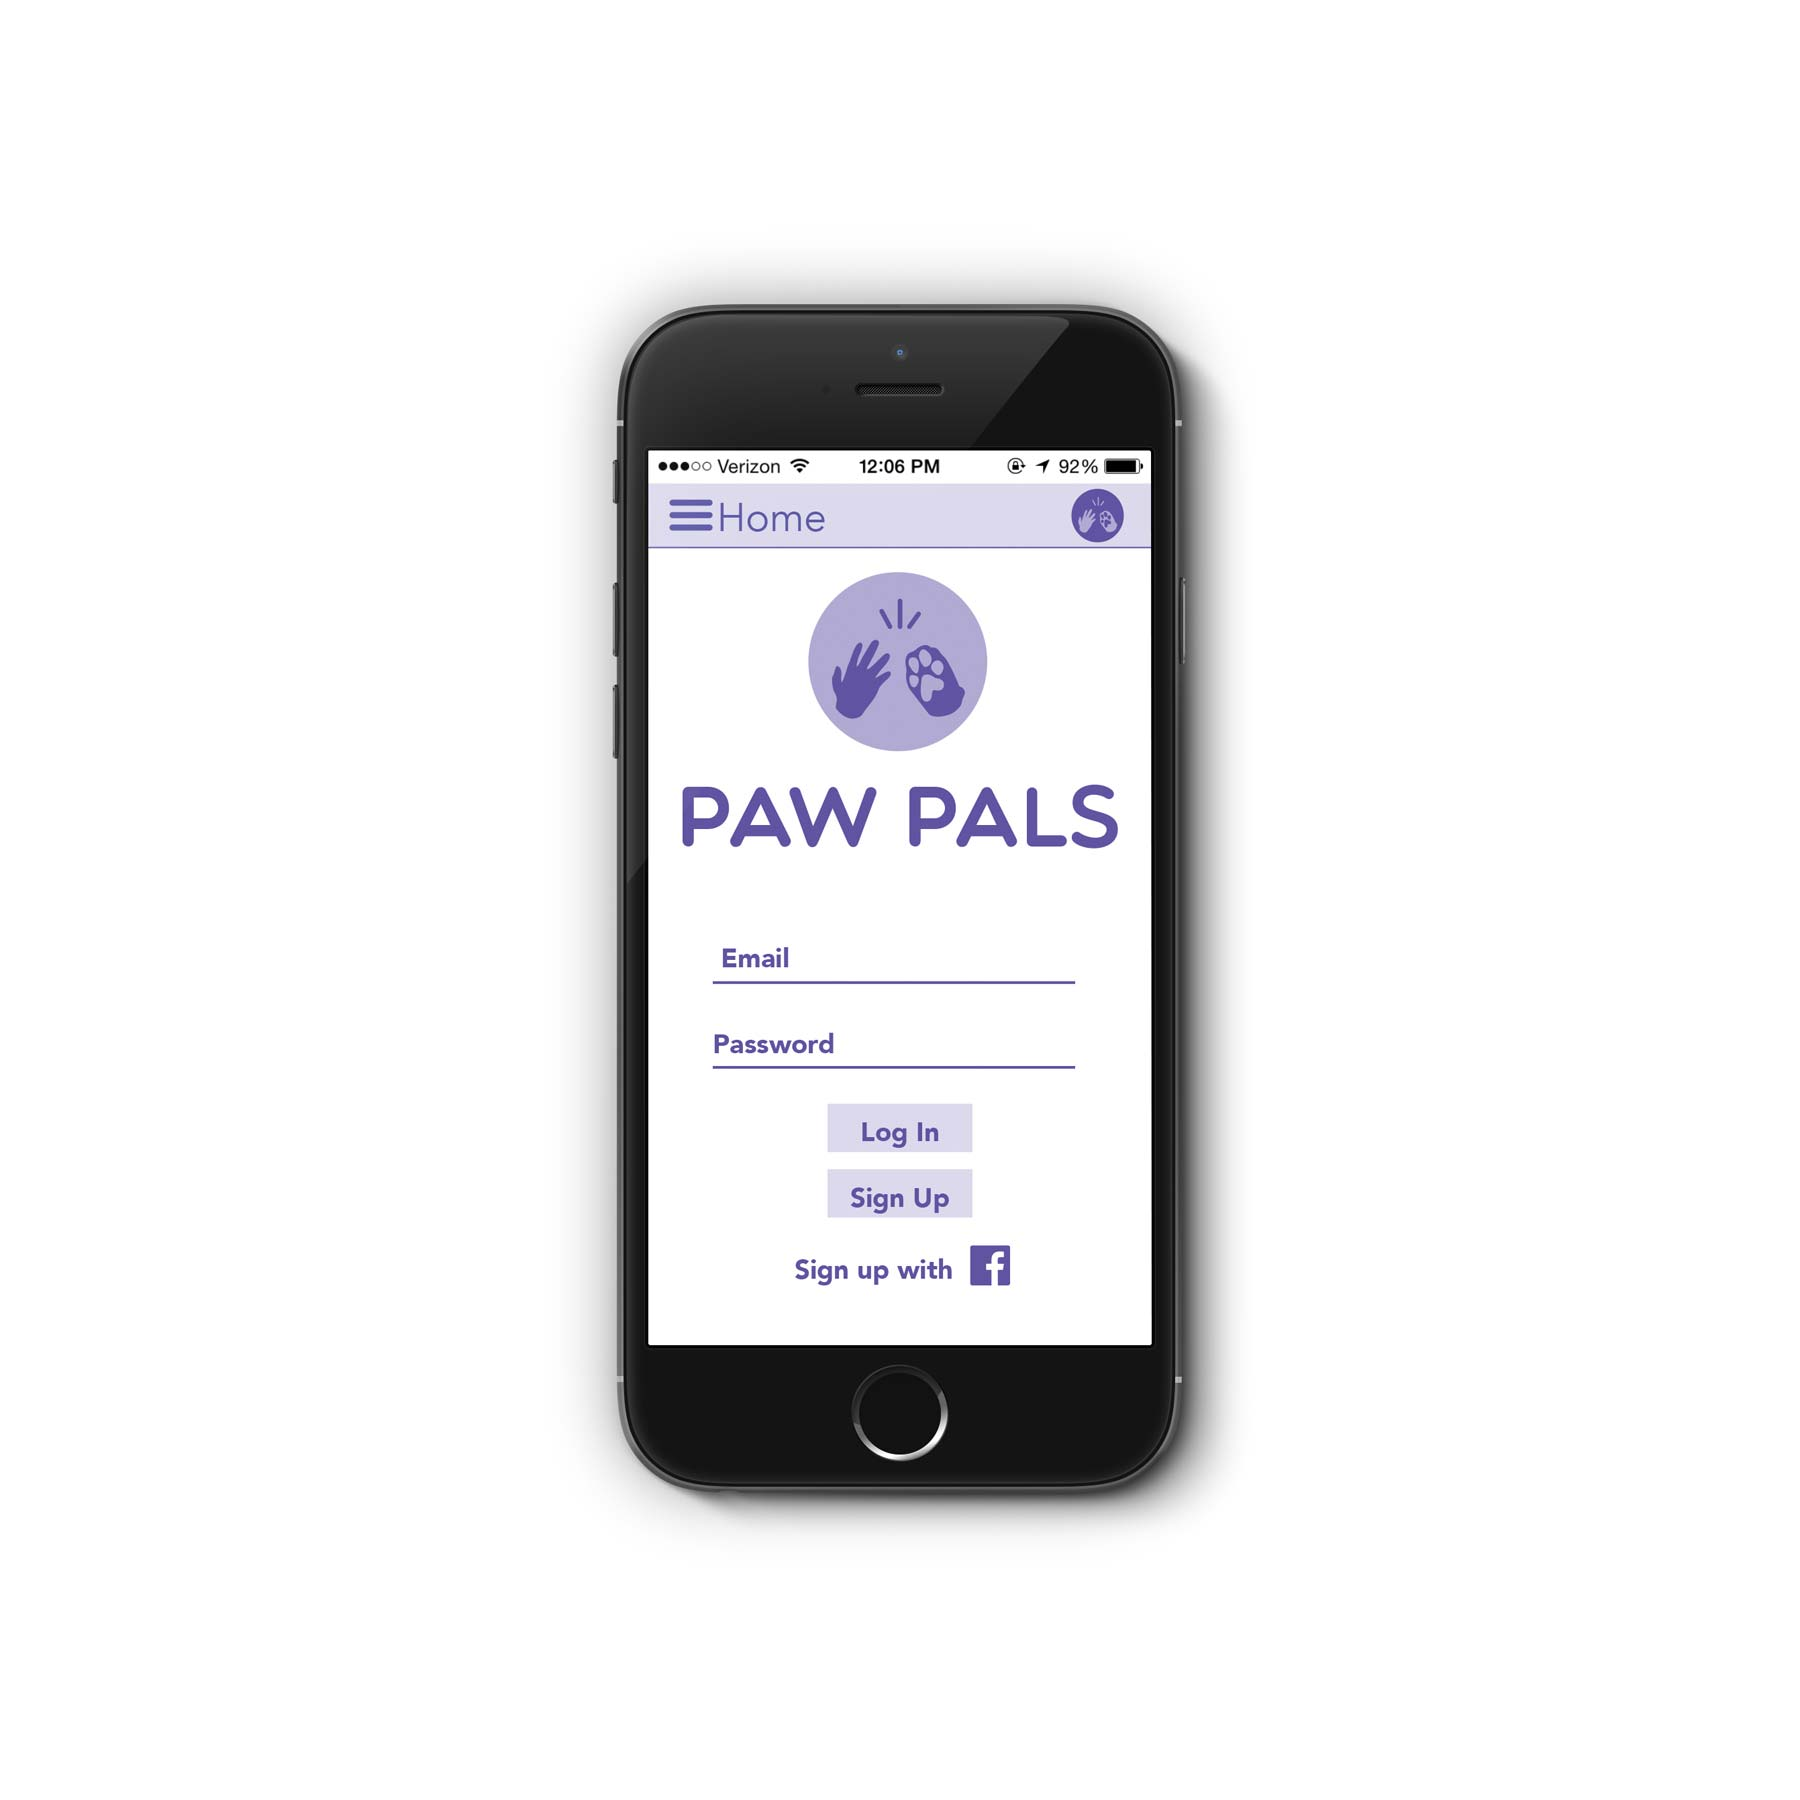 Verizon 12:06 PM 92%
Home
PAW PALS
Email
Password
Log In
Sign Up
Sign up with f